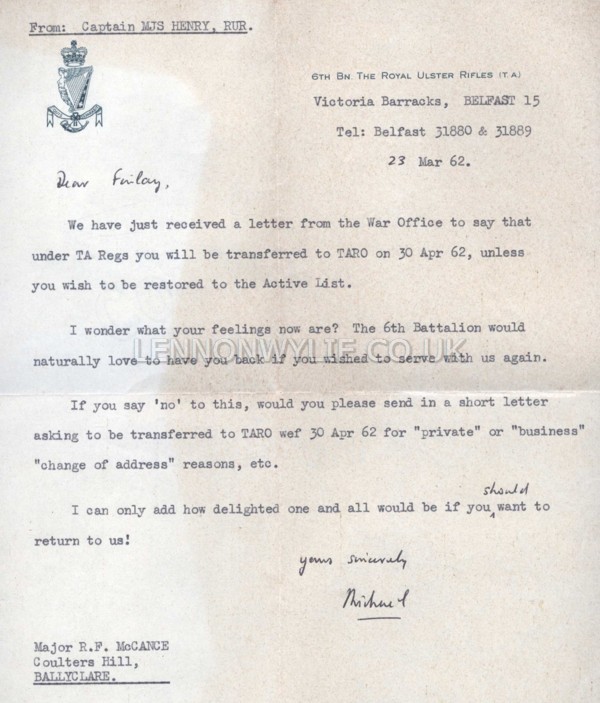 From: Captain MJS HENRY, RUR.
6TH BN. THE ROYAL ULSTER RIFLES (T.A.)
Victoria Barracks, BELFAST 15
Tel: Belfast 31880 & 31889
23 Mar 62.
Dear Finlay,
We have just received a letter from the War Office to say that
under TA Regs you will be transferred to TARO on 30 Apr 62, unless
you wish to be restored to the Active List.
I wonder what your feelings now are? The 6th Battalion would
LENNONWYLIE.CO.UK
naturally love to have you back if you wished to serve with us again.
If you say 'no' to this, would you please send in a short letter
asking to be transferred to TARO wef 30 Apr 62 for "private" or "business"
"change of address" reasons, etc.
should
I can only add how delighted one and all would be if you want to
return to us!
yours sincerely
Michael
Major R.F. McCANCE
Coulters Hill,
BALLYCLARE.